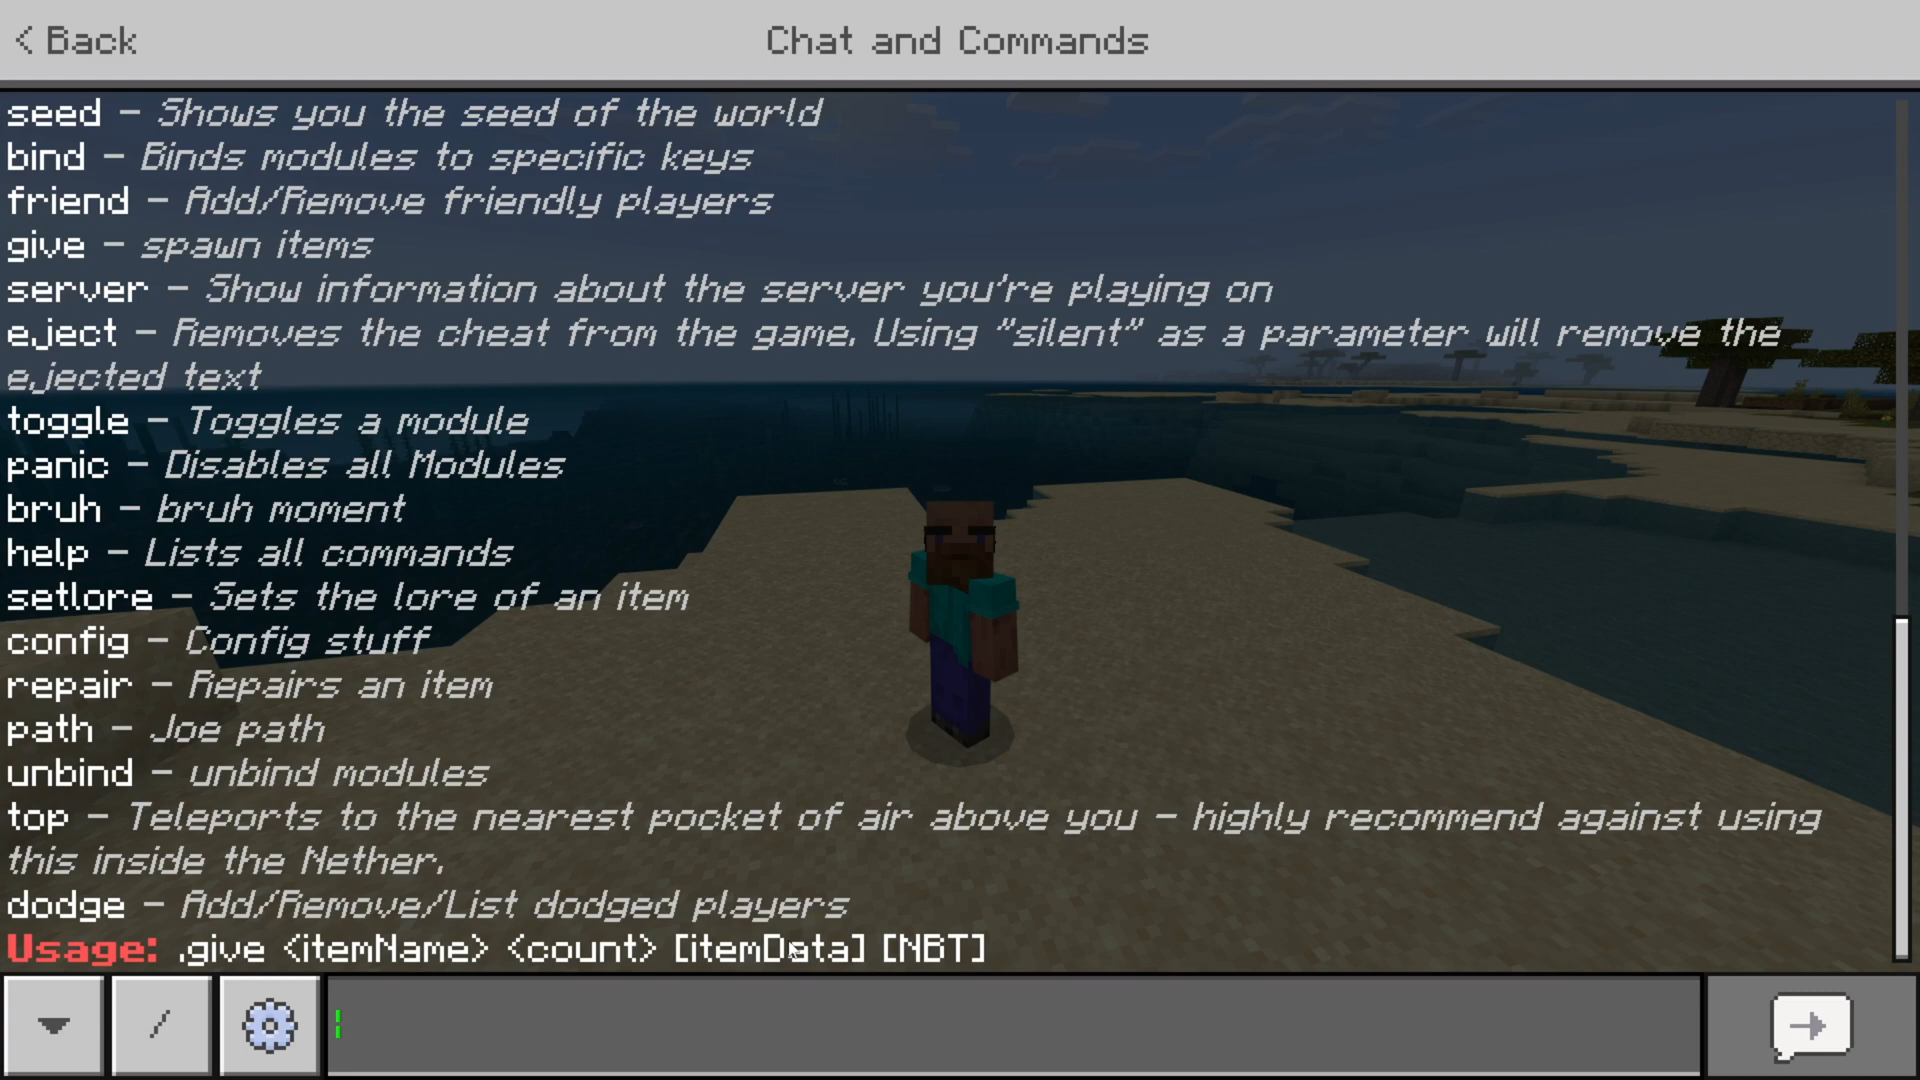 < Back
Chat and Commands
seed - Shows you the seed of the world
bind - Binds modules to specific keys
friend - Add/Remove friendly players
give - spawn items
server - Show information about the server you're playing on
eject - Removes the cheat from the game. Using "silent" as a parameter will remove the
ejected text
toggle - Toggles a module
panic - Disables all Modules
bruh - bruh moment
help - Lists all commands
setlore - Sets the lore of an item
config - Config stuff
repair - Repairs an item
path - Joe path
unbind - unbind modules
top - Teleports to the nearest pocket of air above you - highly recommend against using
this inside the Nether.
dodge - Add/Remove/List dodged players
Usage: .give <itemName> <count> [itemData] [NBT]
/